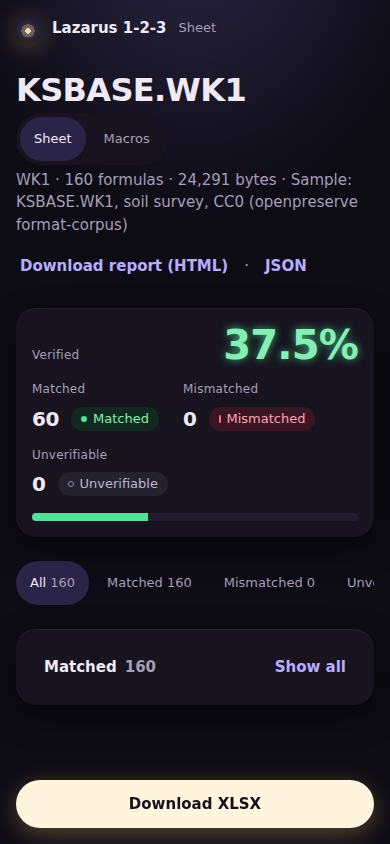 Lazarus 1-2-3 Sheet
KSBASE.WK1
Sheet Macros
WK1 · 160 formulas · 24,291 bytes · Sample:
KSBASE.WK1, soil survey, CC0 (openpreserve
format-corpus)
Download report (HTML) · JSON
Verified 37.5%
Matched Mismatched
60 Matched 0 Mismatched
Unverifiable
0 Unverifiable
All 160 Matched 160 Mismatched 0 Unv
Matched 160 Show all
Download XLSX